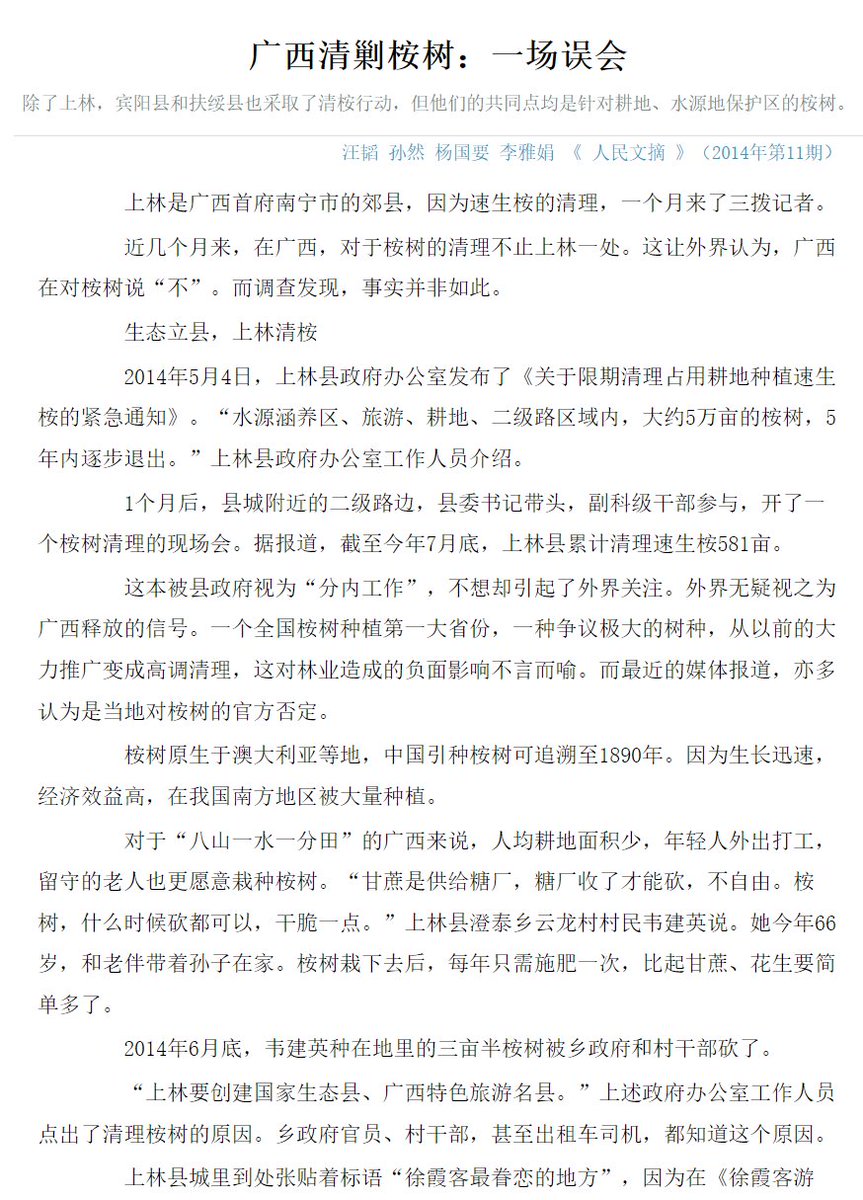 广西清剿桉树：一场误会
除了上林，宾阳县和扶绥县也采取了清桉行动，但他们的共同点均是针对耕地、水源地保护区的桉树。
汪韬 孙然 杨国要 李雅娟 《 人民文摘 》（2014年第11期）
上林是广西首府南宁市的郊县，因为速生桉的清理，一个月来了三拨记者。
近几个月来，在广西，对于桉树的清理不止上林一处。这让外界认为，广西
在对桉树说“不”。而调查发现，事实并非如此。
生态立县，上林清桉
2014年5月4日，上林县政府办公室发布了《关于限期清理占用耕地种植速生
桉的紧急通知》。“水源涵养区、旅游、耕地、二级路区域内，大约5万亩的桉树，5
年内逐步退出。”上林县政府办公室工作人员介绍。
1个月后，县城附近的二级路边，县委书记带头，副科级干部参与，开了一
个桉树清理的现场会。据报道，截至今年7月底，上林县累计清理速生桉581亩。
这本被县政府视为“分内工作”，不想却引起了外界关注。外界无疑视之为
广西释放的信号。一个全国桉树种植第一大省份，一种争议极大的树种，从以前的大
力推广变成高调清理，这对林业造成的负面影响不言而喻。而最近的媒体报道，亦多
认为是当地对桉树的官方否定。
桉树原生于澳大利亚等地，中国引种桉树可追溯至1890年。因为生长迅速，
经济效益高，在我国南方地区被大量种植。
对于“八山一水一分田”的广西来说，人均耕地面积少，年轻人外出打工，
留守的老人也更愿意栽种桉树。“甘蔗是供给糖厂，糖厂收了才能砍，不自由。桉
树，什么时候砍都可以，干脆一点。”上林县澄泰乡云龙村村民韦建英说。她今年66
岁，和老伴带着孙子在家。桉树栽下去后，每年只需施肥一次，比起甘蔗、花生要简
单多了。
2014年6月底，韦建英种在地里的三亩半桉树被乡政府和村干部砍了。
“上林要创建国家生态县、广西特色旅游名县。”上述政府办公室工作人员
点出了清理桉树的原因。乡政府官员、村干部，甚至出租车司机，都知道这个原因。
上林县城里到处张贴着标语“徐霞客最眷恋的地方”，因为在《徐霞客游